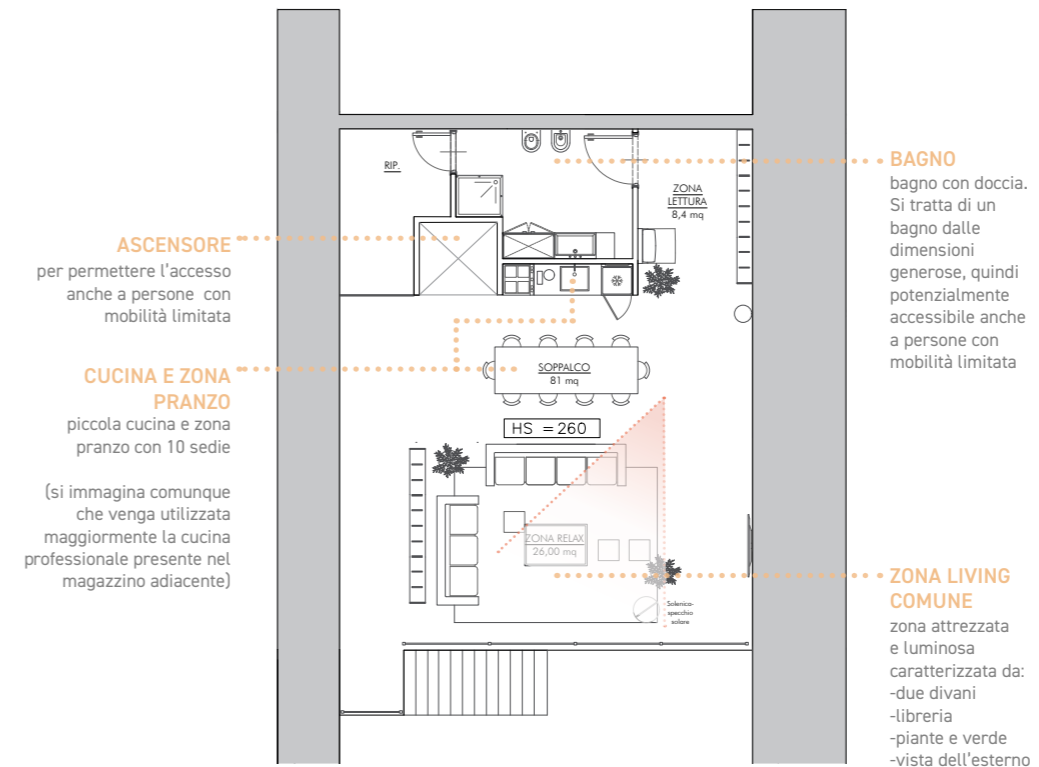 ASCENSORE
per permettere l'accesso
anche a persone con
mobilità limitata
CUCINA E ZONA
PRANZO
piccola cucina e zona
pranzo con 10 sedie
(si immagina comunque
che venga utilizzata
maggiormente la cucina
professionale presente nel
magazzino adiacente)
RIP.
ZONA
LETTURA
8,4 mq
SOPPALCO
81 mq
HS = 260
ZONA RELAX
26,00 mq
Solenica-
specchio
solare
BAGNO
bagno con doccia.
Si tratta di un
bagno dalle
dimensioni
generose, quindi
potenzialmente
accessibile anche
a persone con
mobilità limitata
ZONA LIVING
COMUNE
zona attrezzata
e luminosa
caratterizzata da:
-due divani
-libreria
-piante e verde
-vista dell'esterno